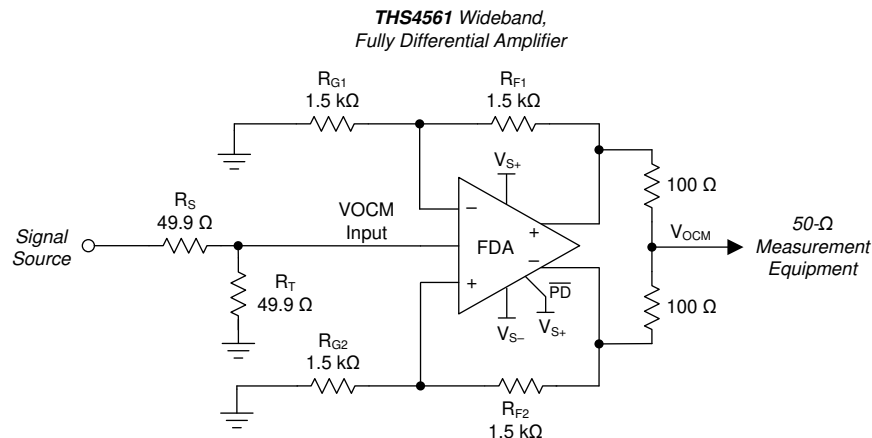 THS4561 Wideband,
Fully Differential Amplifier
RG1
1.5 kΩ
RF1
1.5 kΩ
VS+
100 Ω
RS
49.9 Ω
VOCM
Input
−
+
FDA
−
+
VOCM
50-Ω
Measurement
Equipment
Signal
Source
RT
49.9 Ω
P̅D̅
VS−
VS+
100 Ω
RG2
1.5 kΩ
RF2
1.5 kΩ